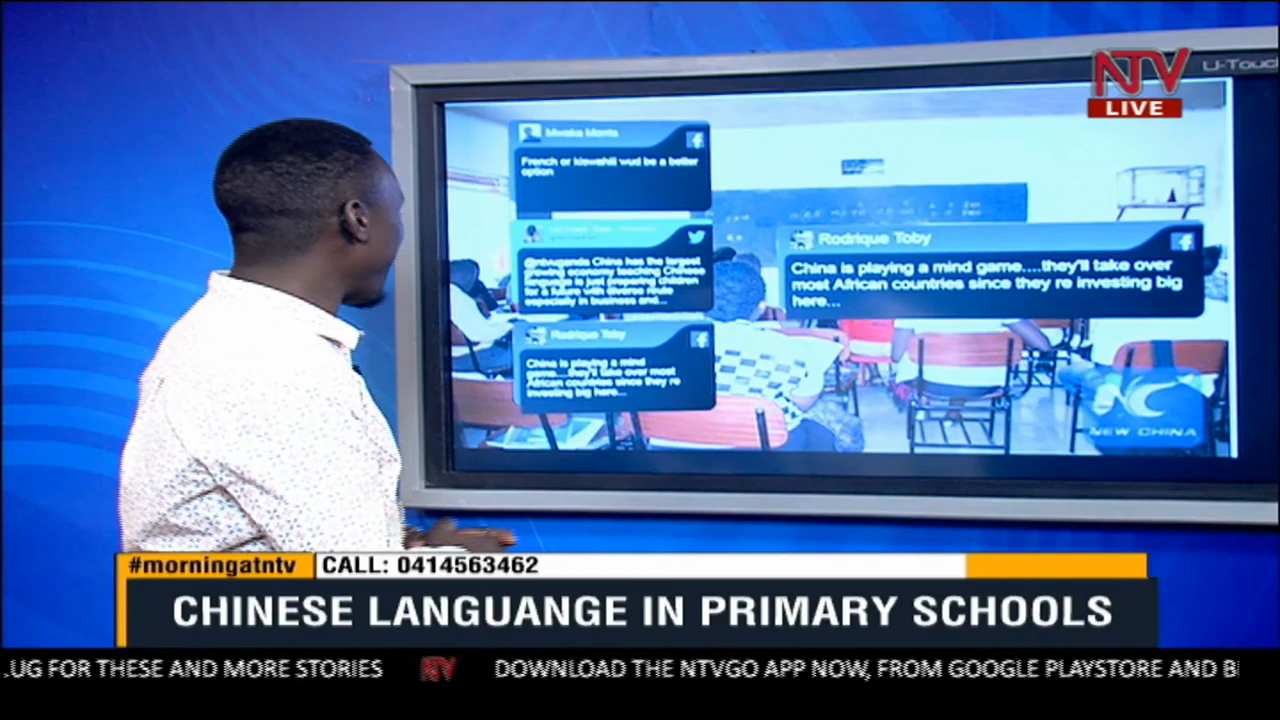 NTV
LIVE
U-Touch
Mwaka Morris
French or kiswahili wud be a better
option
@ntvuganda China has the largest
growing economy teaching Chinese
language is just preparing children
for a future with diverse route
especially in business and...
Rodrique Toby
China is playing a mind
game....they'll take over most
African countries since they re
investing big here...
Rodrique Toby
China is playing a mind game....they'll take over
most African countries since they re investing big
here...
NC
NEW CHINA
#morningatntv
CALL: 0414563462
CHINESE LANGUANGE IN PRIMARY SCHOOLS
.UG FOR THESE AND MORE STORIES NTV DOWNLOAD THE NTVGO APP NOW, FROM GOOGLE PLAYSTORE AND B